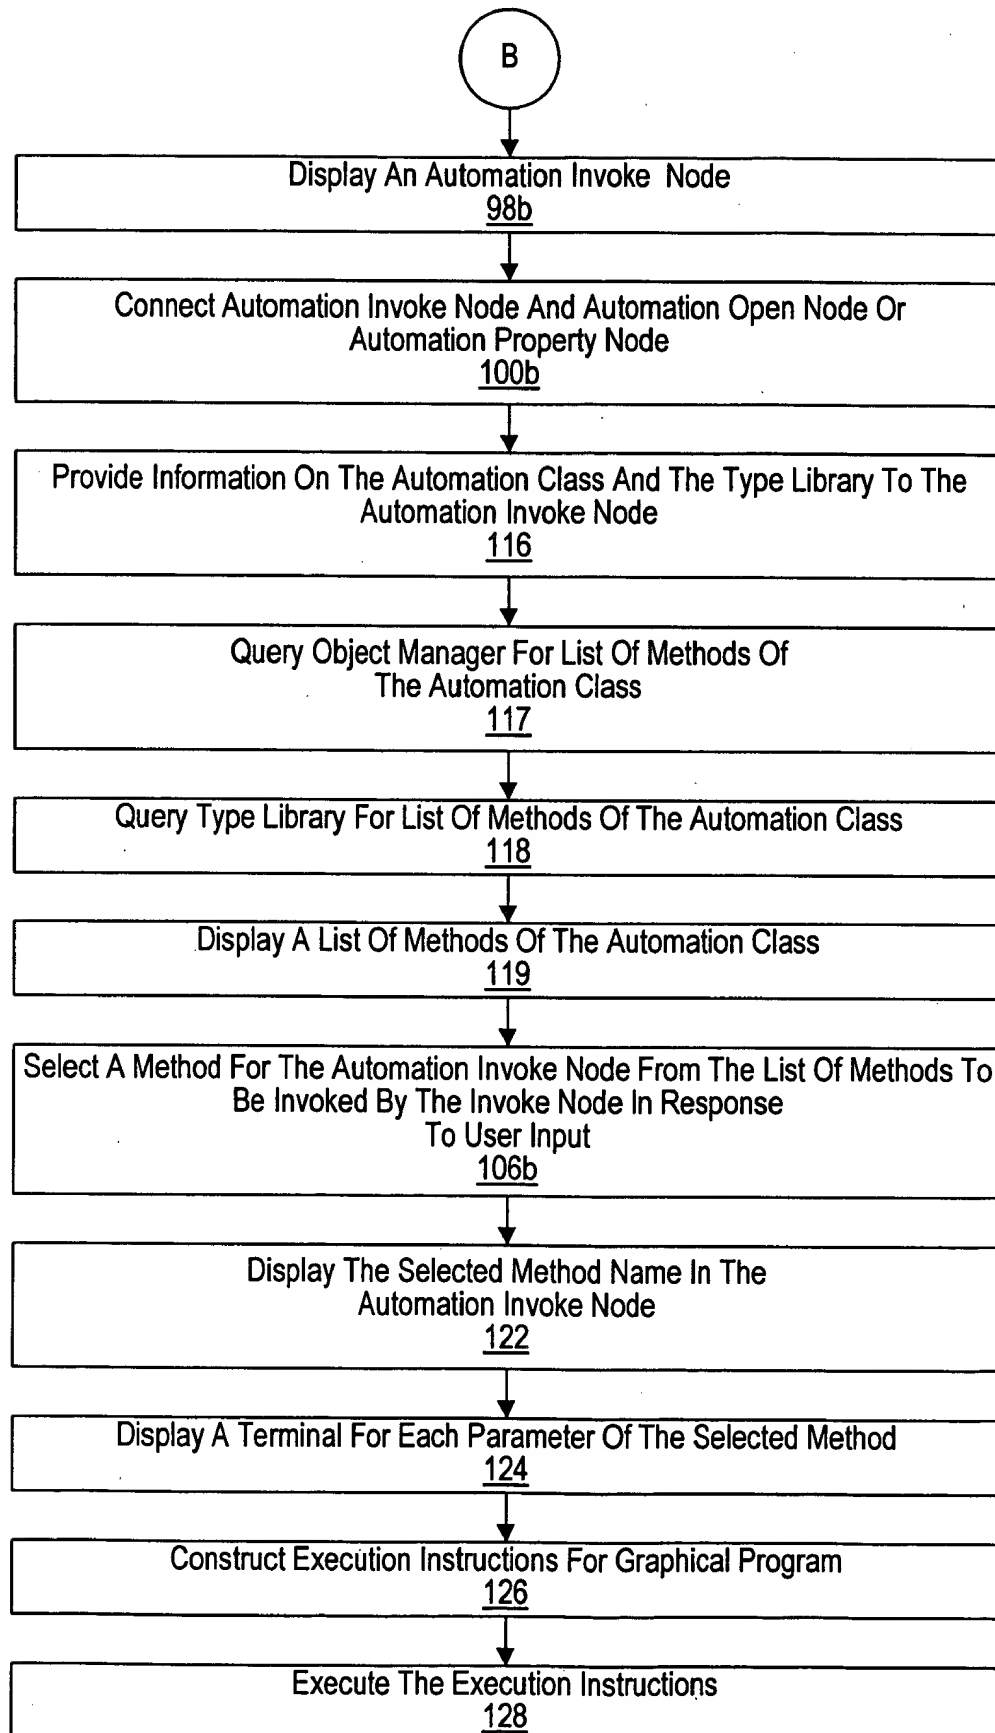 B
Display An Automation Invoke Node
98b
Connect Automation Invoke Node And Automation Open Node Or
Automation Property Node
100b
Provide Information On The Automation Class And The Type Library To The
Automation Invoke Node
116
Query Object Manager For List Of Methods Of
The Automation Class
117
Query Type Library For List Of Methods Of The Automation Class
118
Display A List Of Methods Of The Automation Class
119
Select A Method For The Automation Invoke Node From The List Of Methods To
Be Invoked By The Invoke Node In Response
To User Input
106b
Display The Selected Method Name In The
Automation Invoke Node
122
Display A Terminal For Each Parameter Of The Selected Method
124
Construct Execution Instructions For Graphical Program
126
Execute The Execution Instructions
128